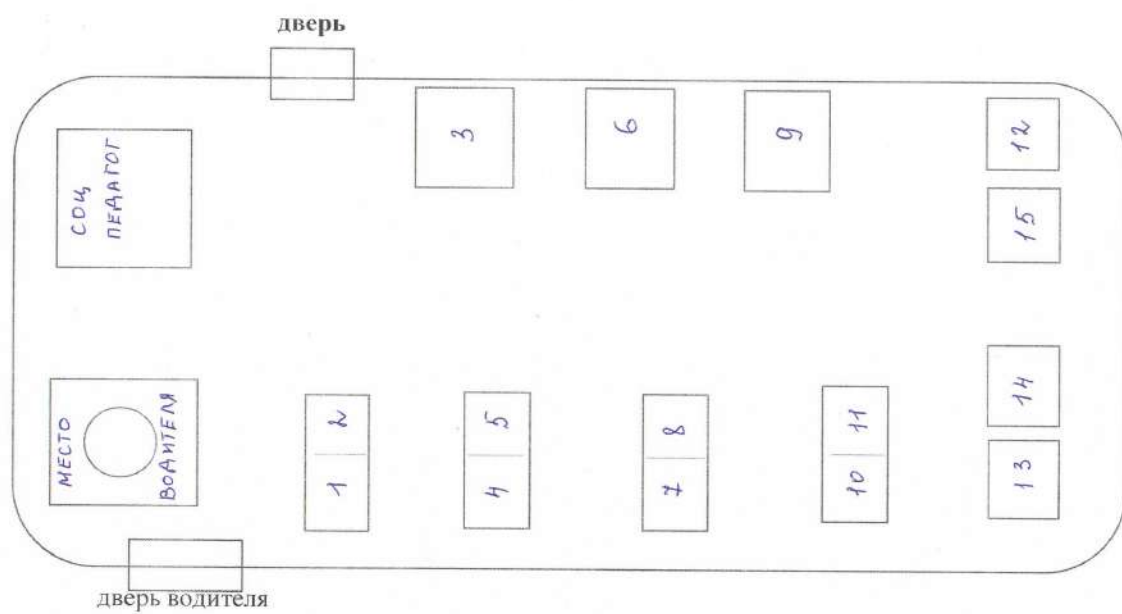 дверь
СОЦ,
ПЕДАГОГ
3
6
9
12
15
МЕСТО
ВОДИТЕЛЯ
1 2
4 5
7 8
10 11
14
13
дверь водителя